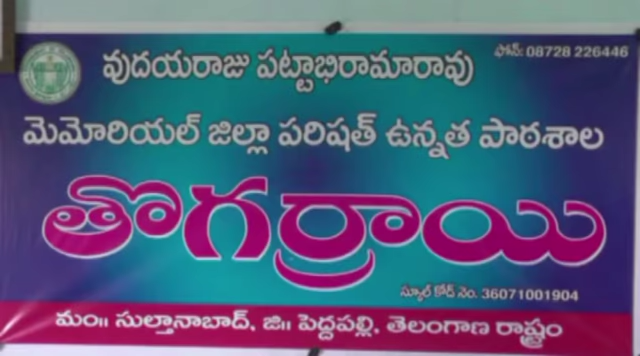 ఫోన్: 08728 226446
వుదయరాజు పట్టాభిరామారావు
మెమోరియల్ జిల్లా పరిషత్ ఉన్నత పాఠశాల
తొగర్రాయి
స్కూల్ కోడ్ నెం. 36071001904
మం॥ సుల్తానాబాద్, జి॥ పెద్దపల్లి, తెలంగాణ రాష్ట్రం